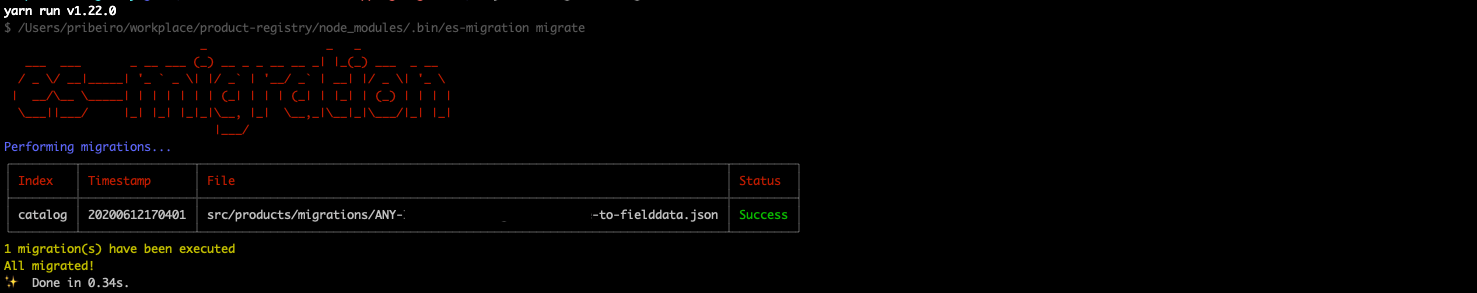 yarn run v1.22.0
$ /Users/pribeiro/workplace/product-registry/node_modules/.bin/es-migration migrate
es-migration
Performing migrations...
Index Timestamp File Status
catalog 20200612170401 src/products/migrations/ANY- -to-fielddata.json Success
1 migration(s) have been executed
All migrated!
✨ Done in 0.34s.